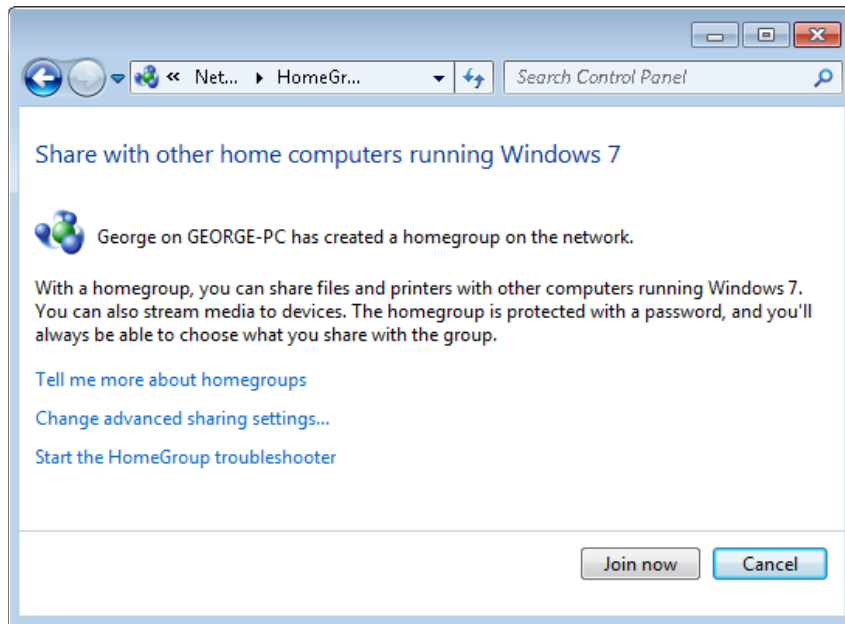 « Net... ▸ HomeGr...
Search Control Panel
Share with other home computers running Windows 7
George on GEORGE-PC has created a homegroup on the network.
With a homegroup, you can share files and printers with other computers running Windows 7.
You can also stream media to devices. The homegroup is protected with a password, and you'll
always be able to choose what you share with the group.
Tell me more about homegroups
Change advanced sharing settings...
Start the HomeGroup troubleshooter
Join now
Cancel